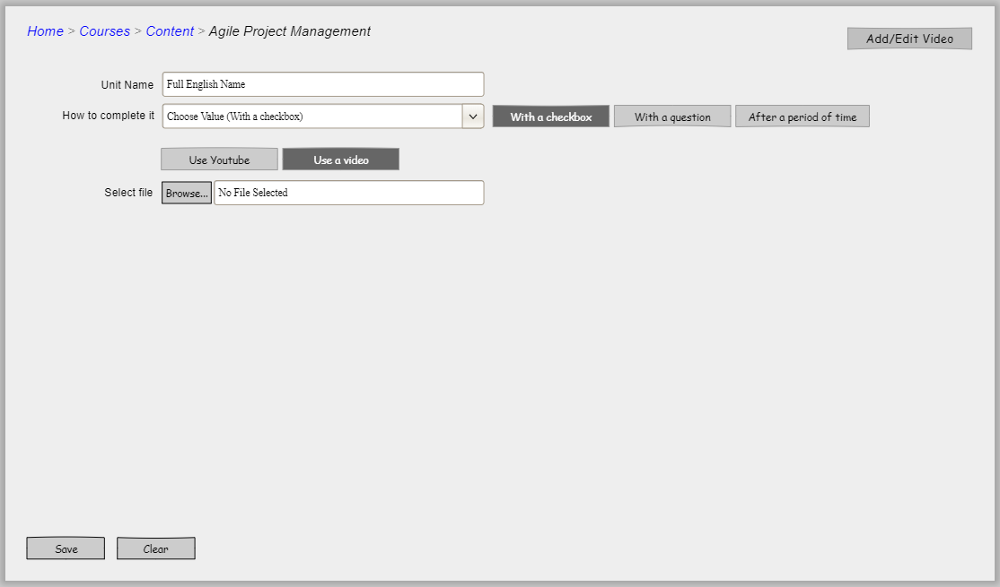 Home > Courses > Content > Agile Project Management
Add/Edit Video
Unit Name Full English Name
How to complete it Choose Value (With a checkbox) With a checkbox With a question After a period of time
Use Youtube Use a video
Select file Browse... No File Selected
Save Clear